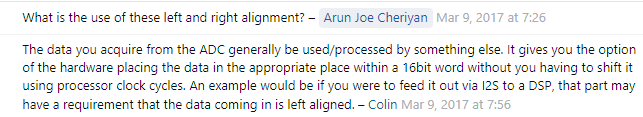 What is the use of these left and right alignment? – Arun Joe Cheriyan Mar 9, 2017 at 7:26
The data you acquire from the ADC generally be used/processed by something else. It gives you the option
of the hardware placing the data in the appropriate place within a 16bit word without you having to shift it
using processor clock cycles. An example would be if you were to feed it out via I2S to a DSP, that part may
have a requirement that the data coming in is left aligned. – Colin Mar 9, 2017 at 7:56